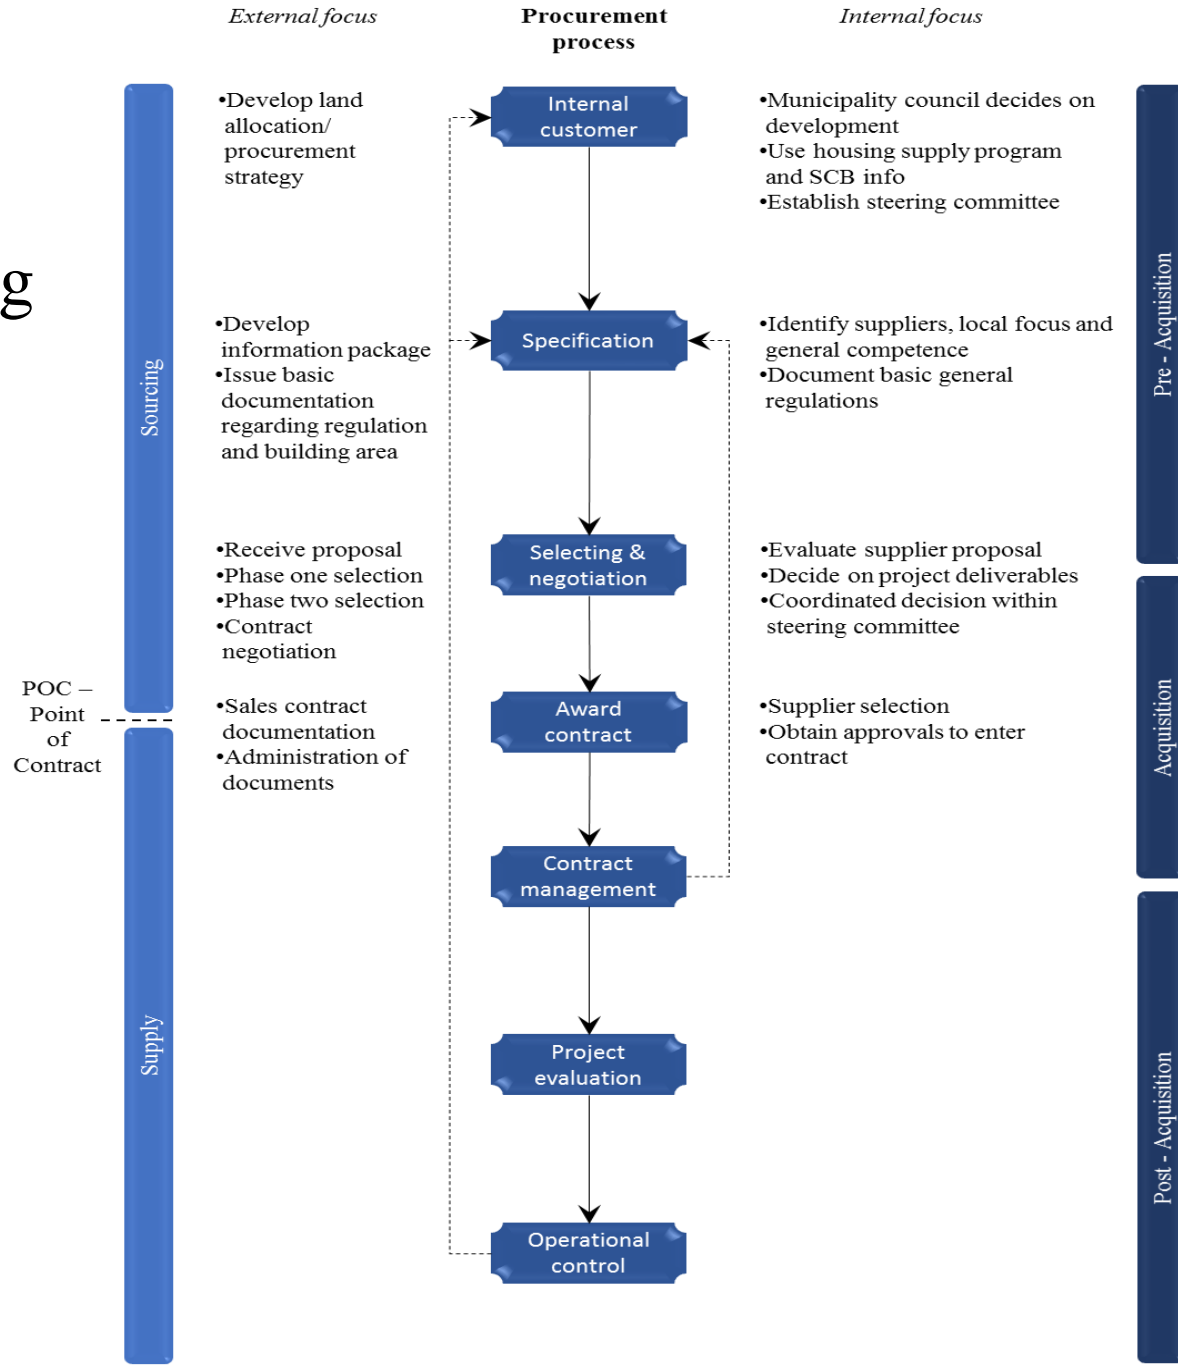 External focus
Procurement
process
Internal focus
•Develop land
allocation/
procurement
strategy
Internal
customer
•Municipality council decides on
development
•Use housing supply program
and SCB info
•Establish steering committee
g
•Develop
information package
•Issue basic
documentation
regarding regulation
and building area
Specification
•Identify suppliers, local focus and
general competence
•Document basic general
regulations
Sourcing
Pre - Acquisition
•Receive proposal
•Phase one selection
•Phase two selection
•Contract
negotiation
Selecting &
negotiation
•Evaluate supplier proposal
•Decide on project deliverables
•Coordinated decision within
steering committee
POC –
Point
of
Contract
•Sales contract
documentation
•Administration of
documents
Award
contract
•Supplier selection
•Obtain approvals to enter
contract
Acquisition
Contract
management
Supply
Project
evaluation
Post - Acquisition
Operational
control